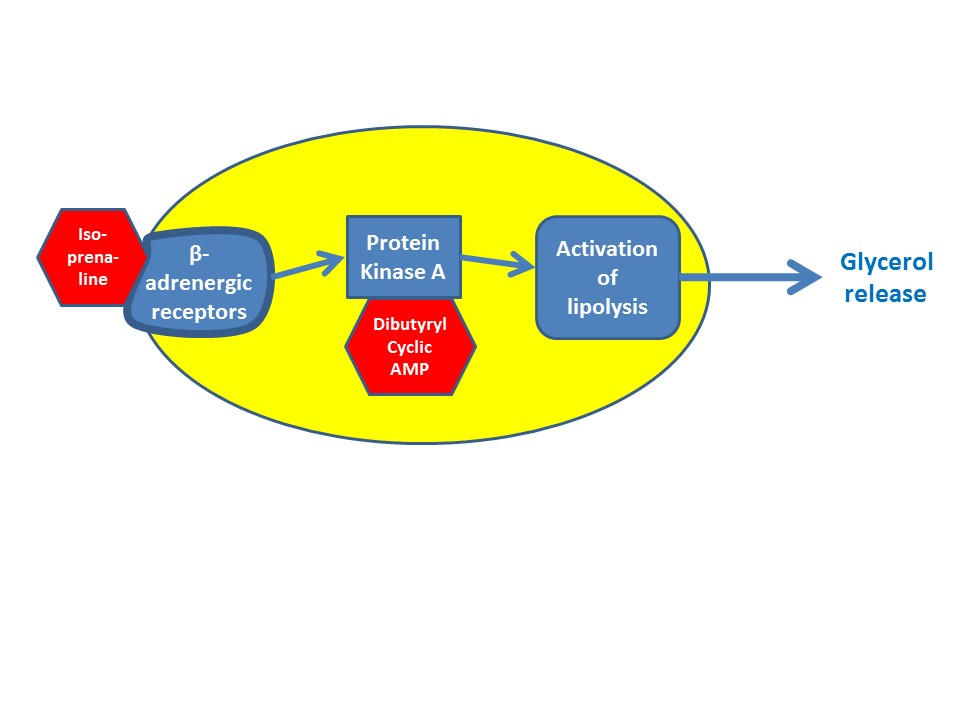 Iso-
prena-
line
β-
adrenergic
receptors
Protein
Kinase A
Dibutyryl
Cyclic
AMP
Activation
of
lipolysis
Glycerol
release